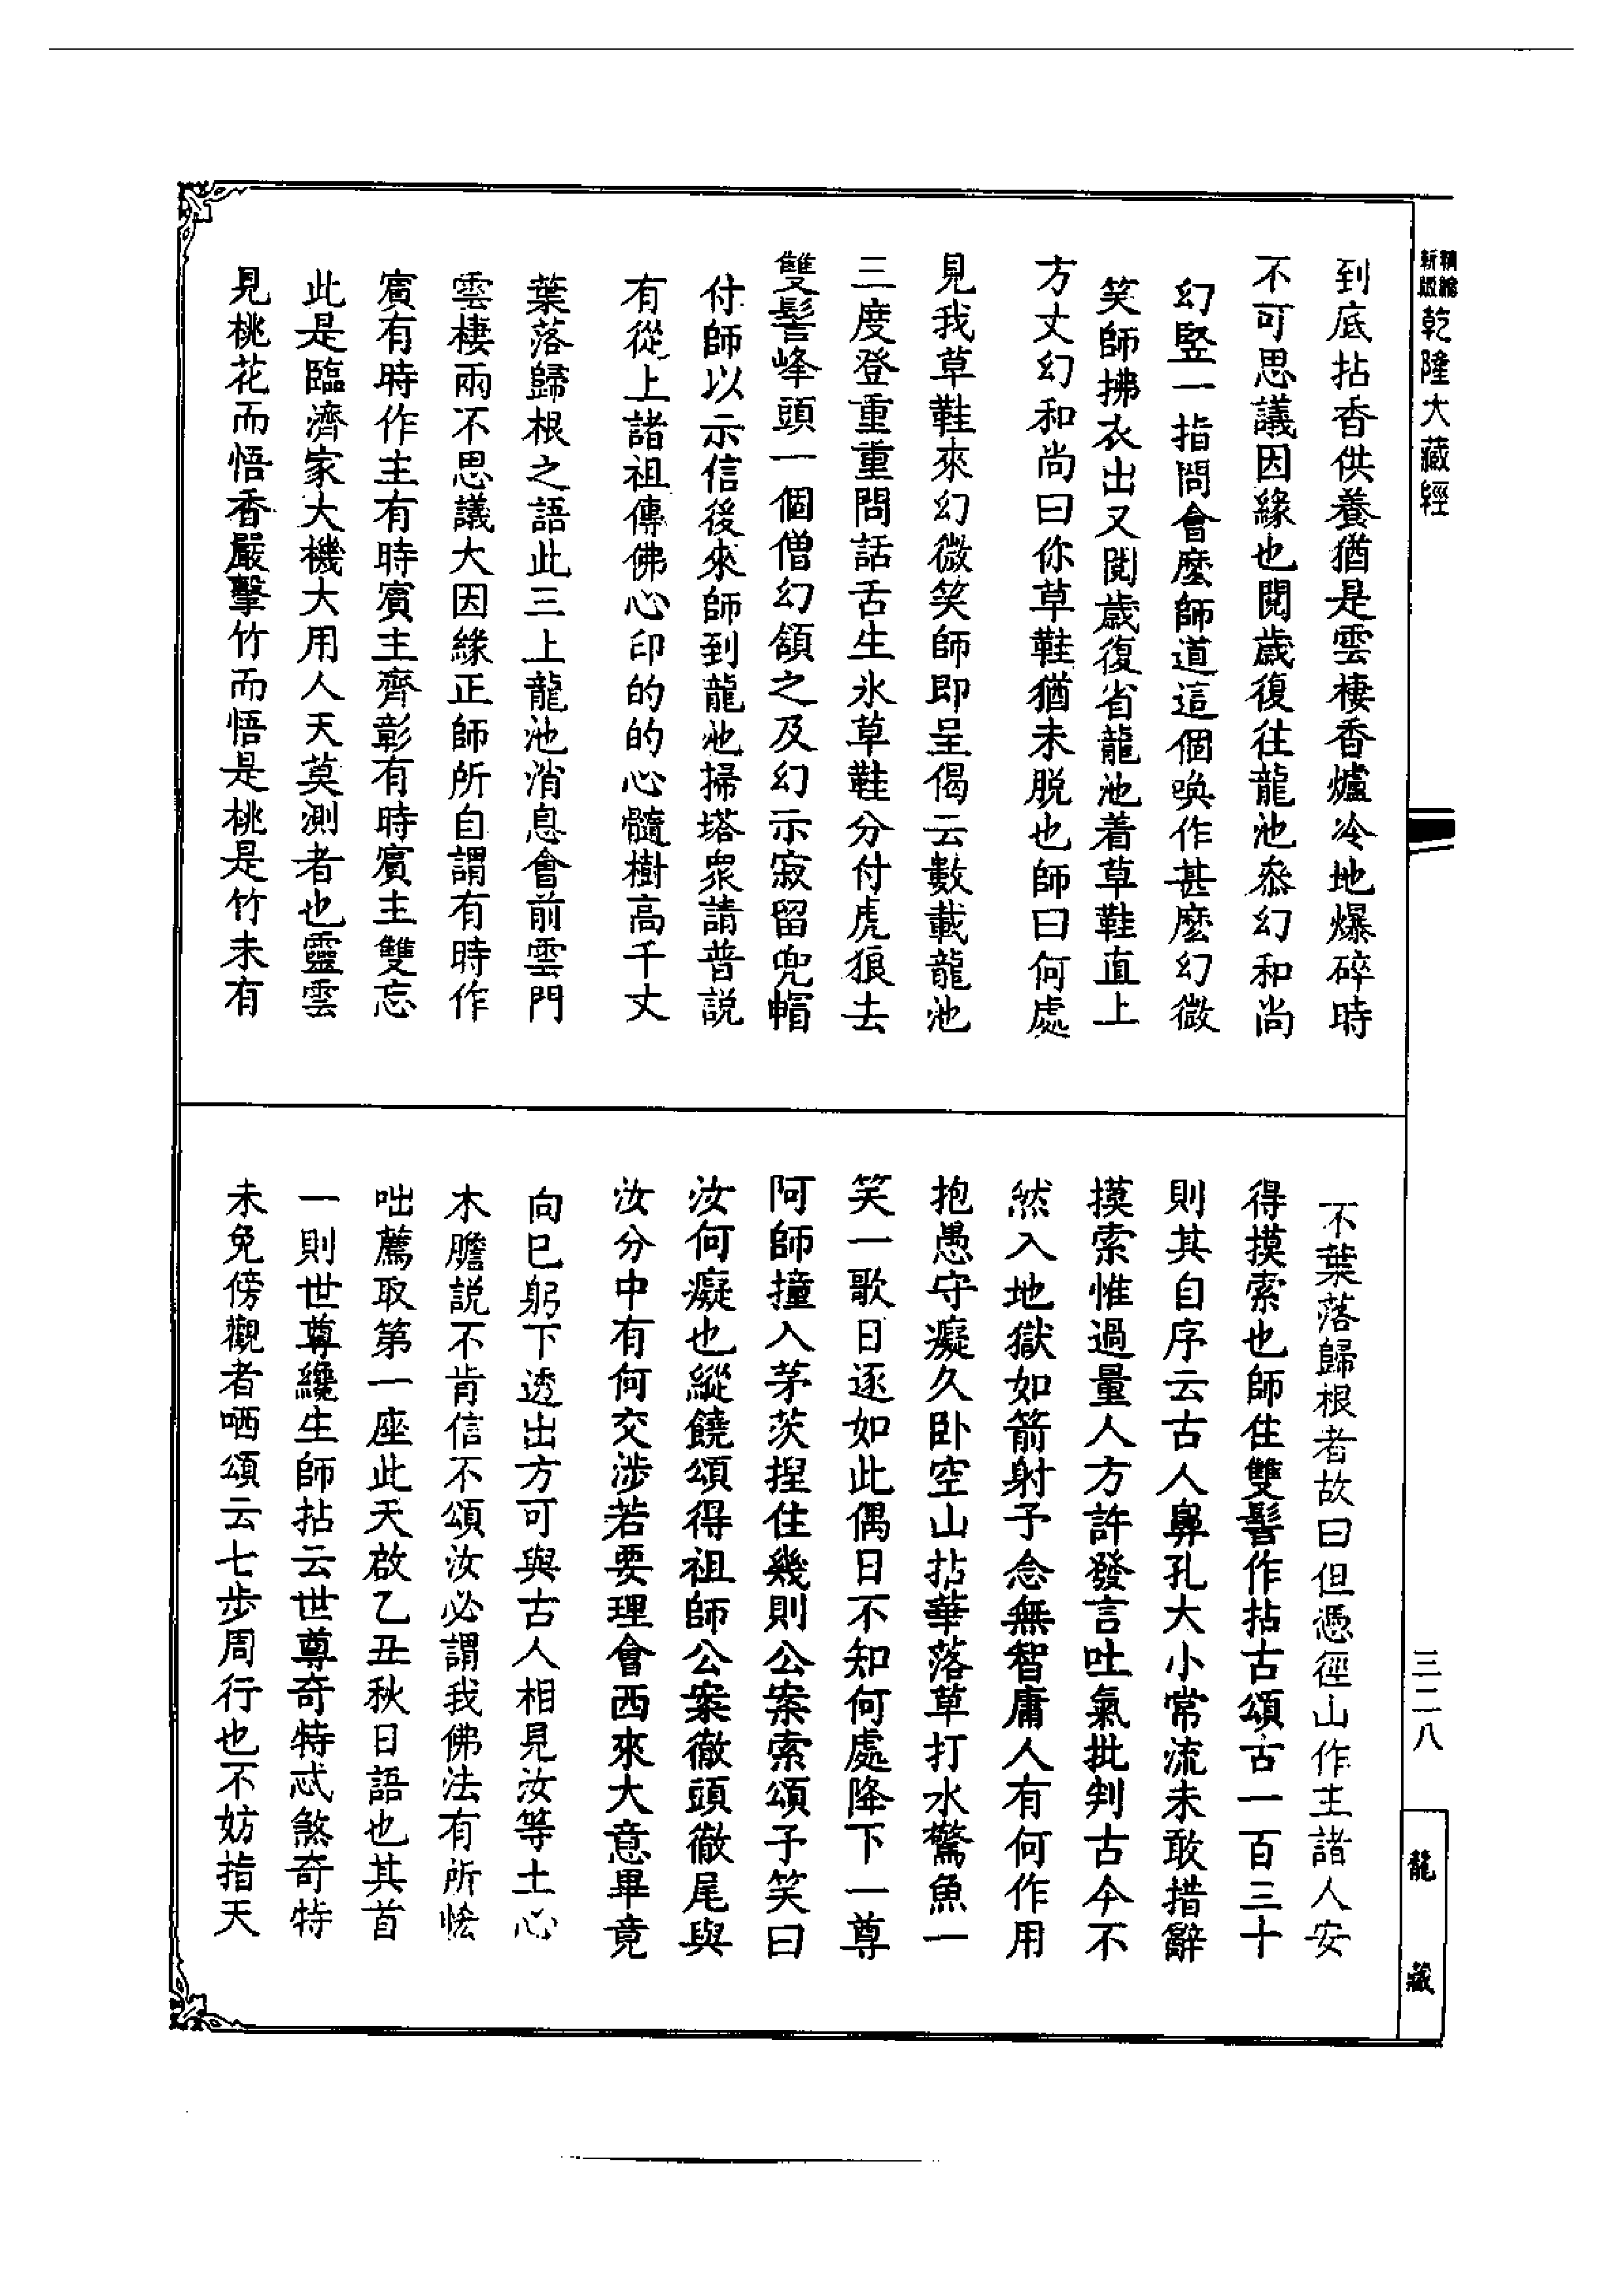 新編縮版乾隆大藏經
到底拈香供養猶是雲棲香爐冷地爆碎時
不可思議因緣也閱歲復往龍池叅幻和尚
幻竪一指問會麼師道這個喚作甚麼幻微
笑師拂衣出又閱歲復省龍池着草鞋直上
方丈幻和尚曰你草鞋猶未脫也師曰何處
見我草鞋來幻微笑師即呈偈云數載龍池
三度登重重問話舌生氷草鞋分付虎狼去
雙髻峰頭一個僧幻頷之及幻示寂留兜帽
付師以示信後來師到龍池掃塔衆請普説
有從上諸祖傳佛心印的的心髓樹高千丈
葉落歸根之語此三上龍池消息會前雲門
雲棲兩不思議大因緣正師所自謂有時作
賓有時作主有時賓主齊彰有時賓主雙忘
此是臨濟家大機大用人天莫測者也靈雲
見桃花而悟香嚴擊竹而悟是桃是竹未有
不葉落歸根者故曰但憑徑山作主諸人安
得摸索也師住雙髻作拈古頌古一百三十
則其自序云古人鼻孔大小常流未敢措辭
摸索惟過量人方許發言吐氣批判古今不
然入地獄如箭射予念無智庸人有何作用
抱愚守癡久卧空山拈華落草打水驚魚一
笑一歌日逐如此偶日不知何處降下一尊
阿師撞入茅茨捏住幾則公案索頌予笑曰
汝何癡也縱饒頌得祖師公案徹頭徹尾與
汝分中有何交涉若要理會西來大意畢竟
向巳躬下透出方可與古人相見汝等土心
木膽説不肯信不頌汝必謂我佛法有所恡
咄薦取第一座此天啟乙丑秋日語也其首
一則世尊纔生師拈云世尊奇特忒煞奇特
未免傍觀者哂頌云七步周行也不妨指天
三二八
龍藏